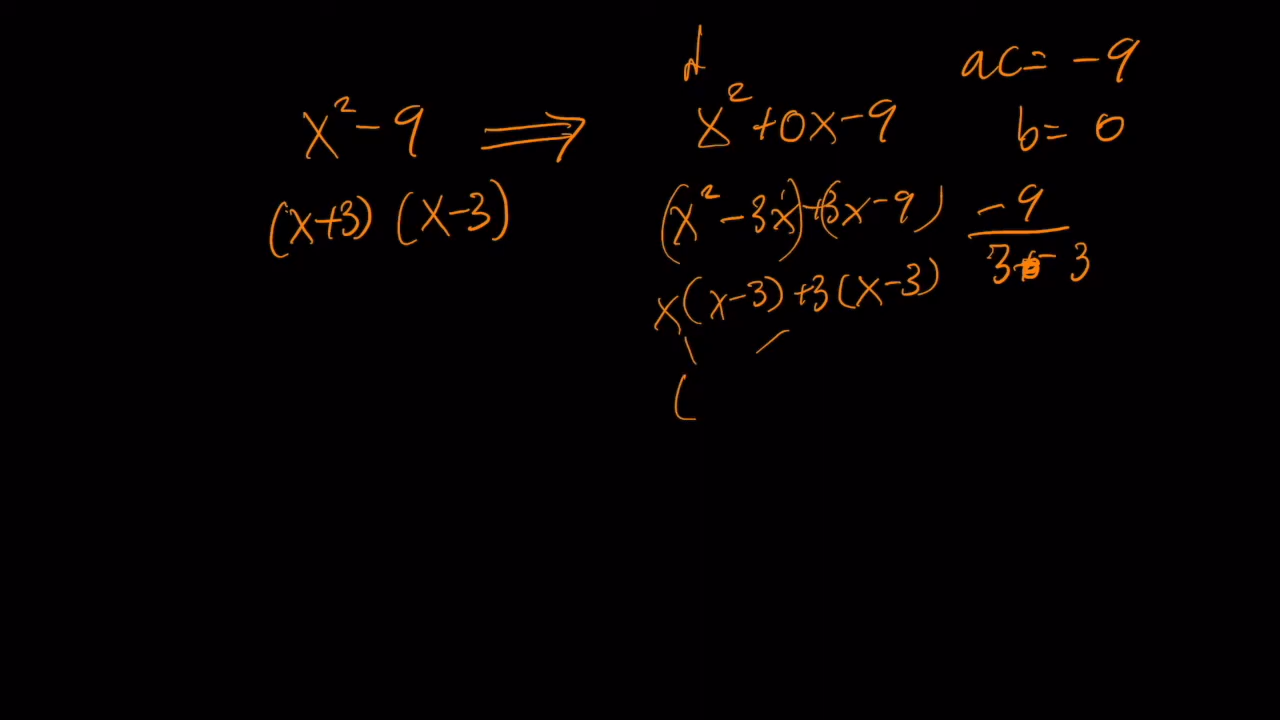 x² - 9 ⟹ x² + 0x - 9
(x+3) (x-3)
(x² - 3x) + (3x - 9)
x(x-3) + 3(x-3)
(
ac = -9
b = 0
-9
3 -3